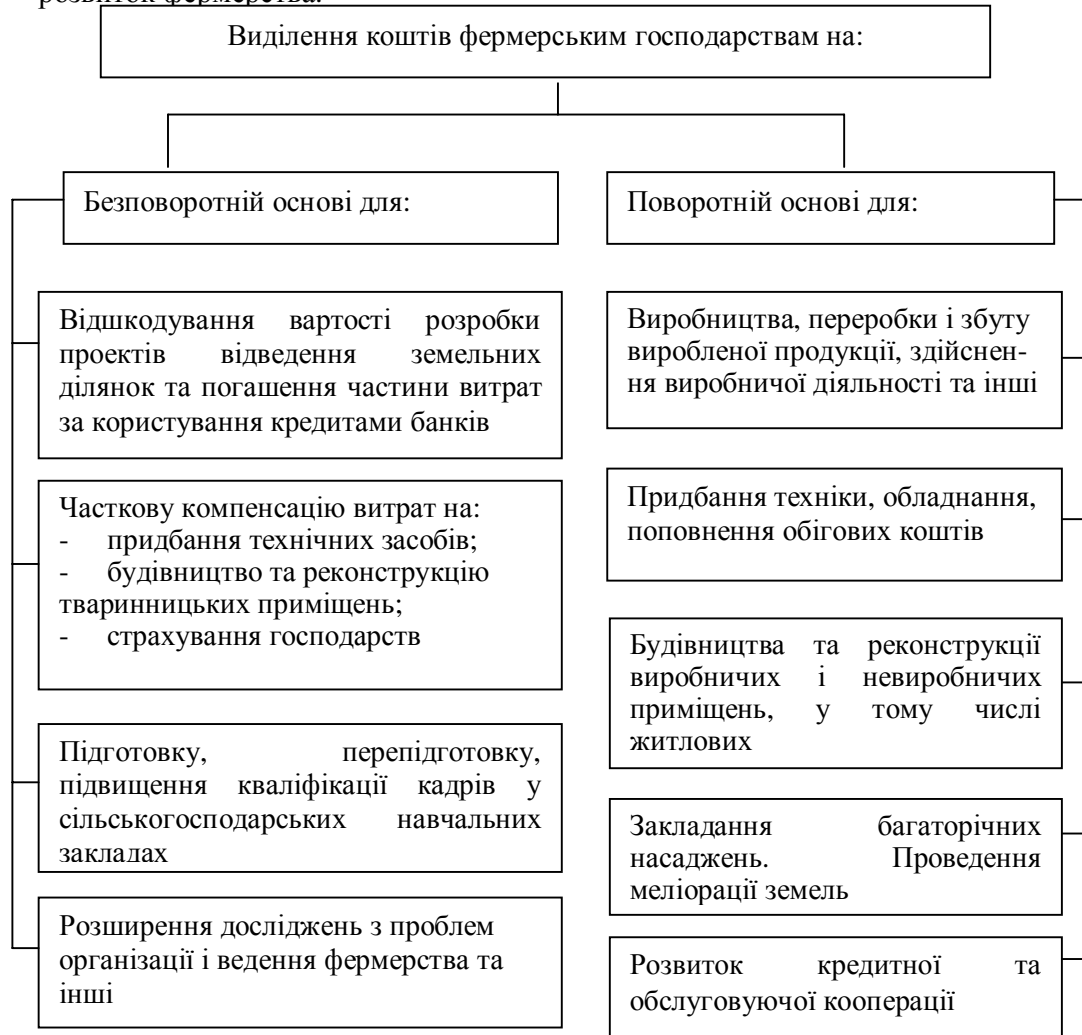 розвиток фермерства.
Виділення коштів фермерським господарствам на:
Безповоротній основі для:
Відшкодування вартості розробки
проектів відведення земельних
ділянок та погашення частини витрат
за користування кредитами банків
Часткову компенсацію витрат на:
- придбання технічних засобів;
- будівництво та реконструкцію
тваринницьких приміщень;
- страхування господарств
Підготовку, перепідготовку,
підвищення кваліфікації кадрів у
сільськогосподарських навчальних
закладах
Розширення досліджень з проблем
організації і ведення фермерства та
інші
Поворотній основі для:
Виробництва, переробки і збуту
виробленої продукції, здійснен-
ня виробничої діяльності та інші
Придбання техніки, обладнання,
поповнення обігових коштів
Будівництва та реконструкції
виробничих і невиробничих
приміщень, у тому числі
житлових
Закладання багаторічних
насаджень. Проведення
меліорації земель
Розвиток кредитної та
обслуговуючої кооперації